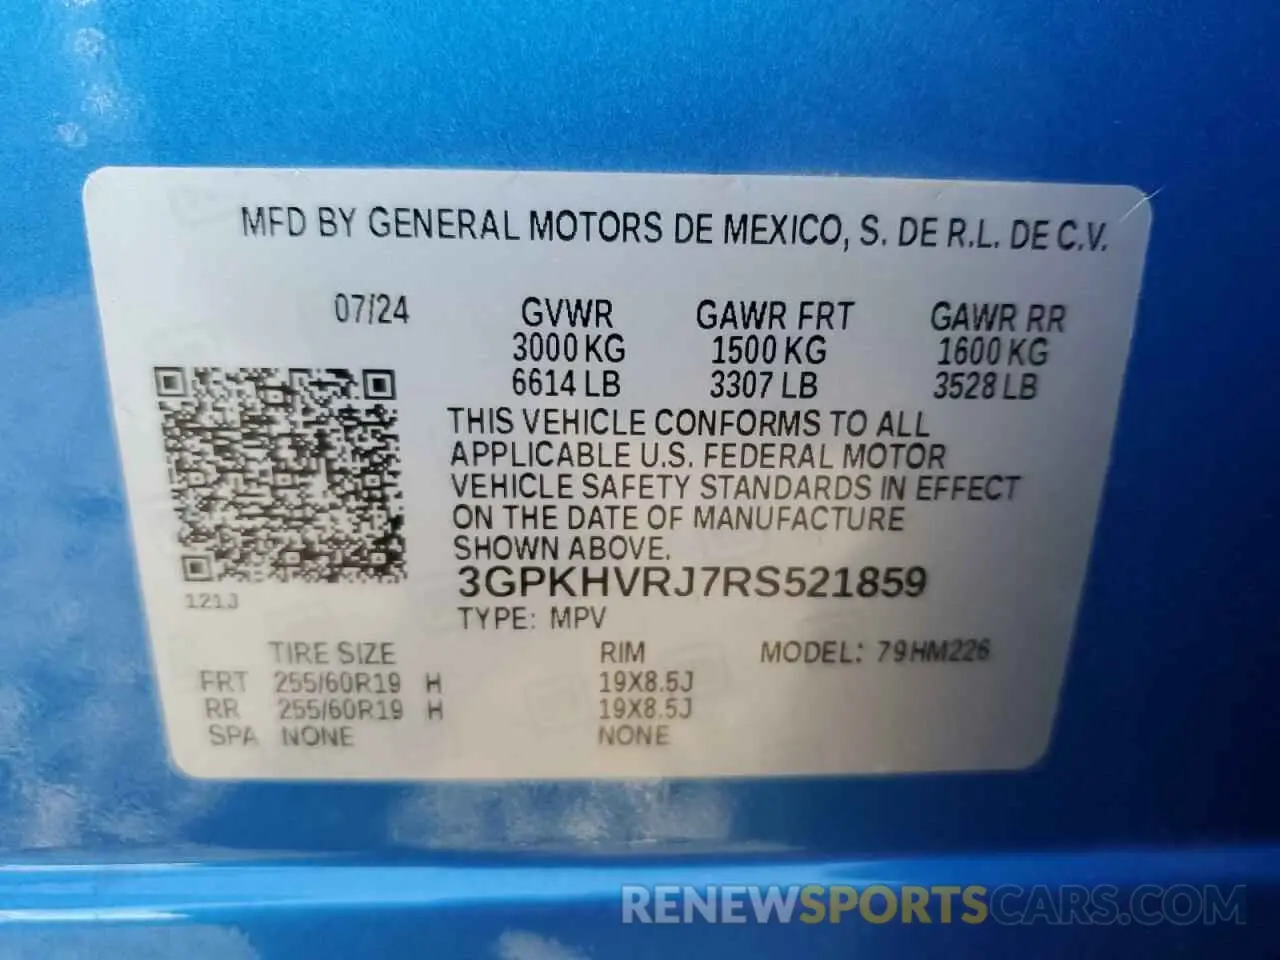 MFD BY GENERAL MOTORS DE MEXICO, S. DE R.L. DE C.V.
07/24
GVWR GAWR FRT GAWR RR
3000 KG 1500 KG 1600 KG
6614 LB 3307 LB 3528 LB
THIS VEHICLE CONFORMS TO ALL
APPLICABLE U.S. FEDERAL MOTOR
VEHICLE SAFETY STANDARDS IN EFFECT
ON THE DATE OF MANUFACTURE
SHOWN ABOVE.
3GPKHVRJ7RS521859
121J
TYPE: MPV
TIRE SIZE RIM MODEL: 79HM226
FRT 255/60R19 H 19X8.5J
RR 255/60R19 H 19X8.5J
SPA NONE NONE
RENEWSPORTSCARS.COM